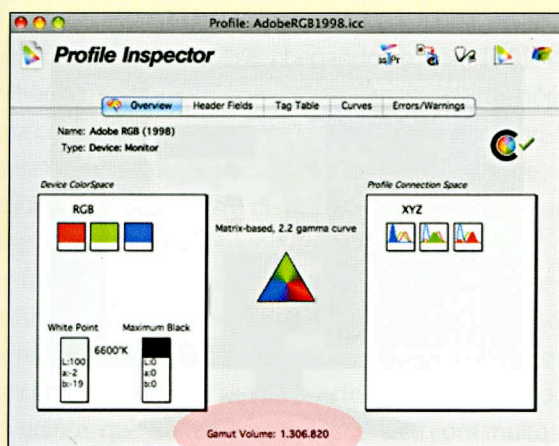 Profile: AdobeRGB1998.icc
Profile Inspector
Overview Header Fields Tag Table Curves Errors/Warnings
Name: Adobe RGB (1998)
Type: Device: Monitor
Device ColorSpace
Profile Connection Space
RGB
XYZ
Matrix-based, 2.2 gamma curve
White Point Maximum Black
6600°K
L:100
a:-2
b:-19
L:0
a:0
b:0
Gamut Volume: 1.306.820